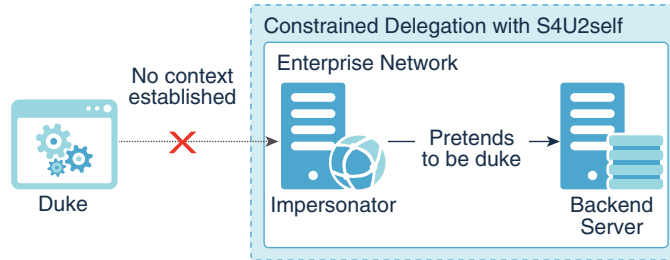 Constrained Delegation with S4U2self
Enterprise Network
No context
established
Pretends
to be duke
Duke
Impersonator
Backend
Server